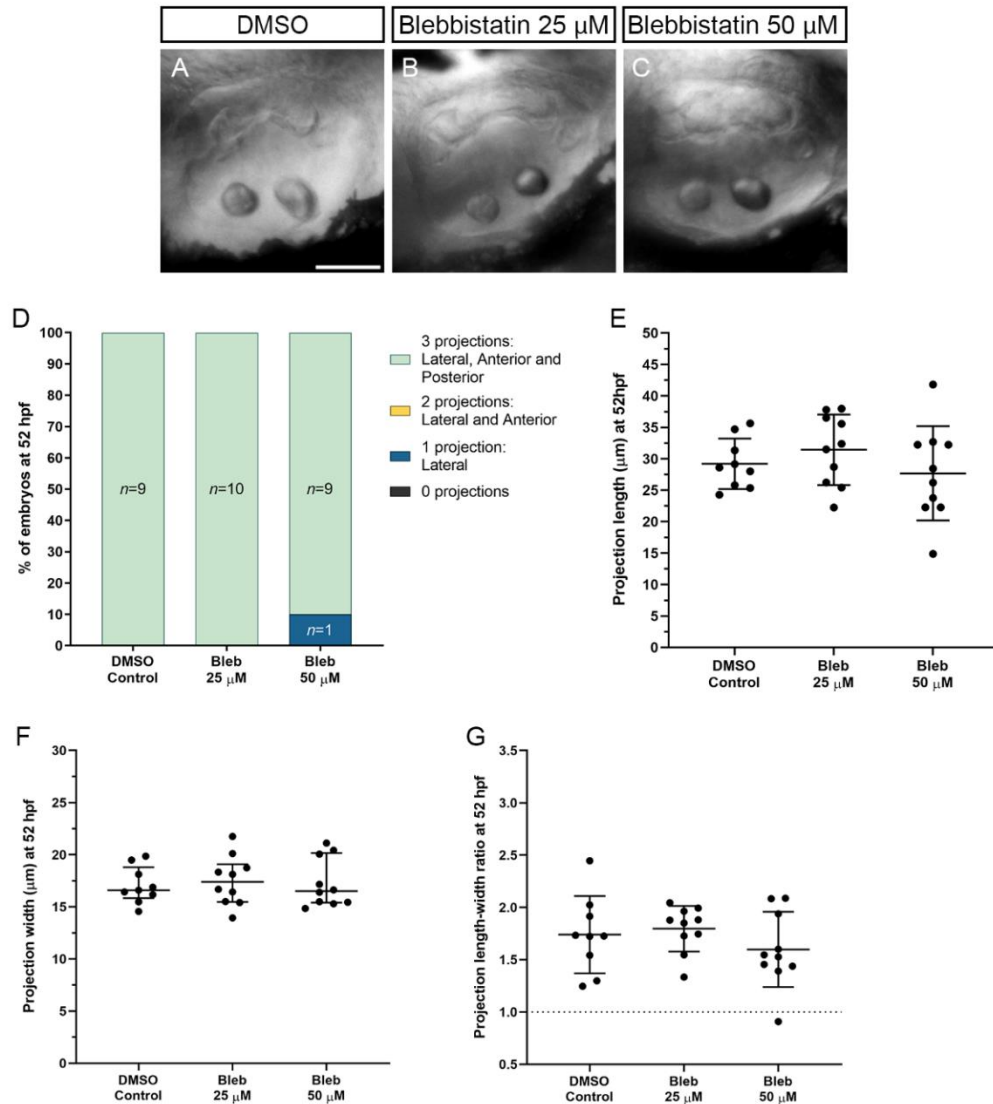 DMSO
Blebbistatin 25 μM
Blebbistatin 50 μM
A
B
C
D
% of embryos at 52 hpf
100
90
80
70
60
50
40
30
20
10
0
n=9
n=10
n=9
n=1
DMSO
Control
Bleb
25 μM
Bleb
50 μM
3 projections:
Lateral, Anterior and
Posterior
2 projections:
Lateral and Anterior
1 projection:
Lateral
0 projections
E
Projection length (μm) at 52hpf
50
45
40
35
30
25
20
15
10
5
0
DMSO
Control
Bleb
25 μM
Bleb
50 μM
F
Projection width (μm) at 52 hpf
30
25
20
15
10
5
0
DMSO
Control
Bleb
25 μM
Bleb
50 μM
G
Projection length-width ratio at 52 hpf
3.5
3.0
2.5
2.0
1.5
1.0
0.5
DMSO
Control
Bleb
25 μM
Bleb
50 μM